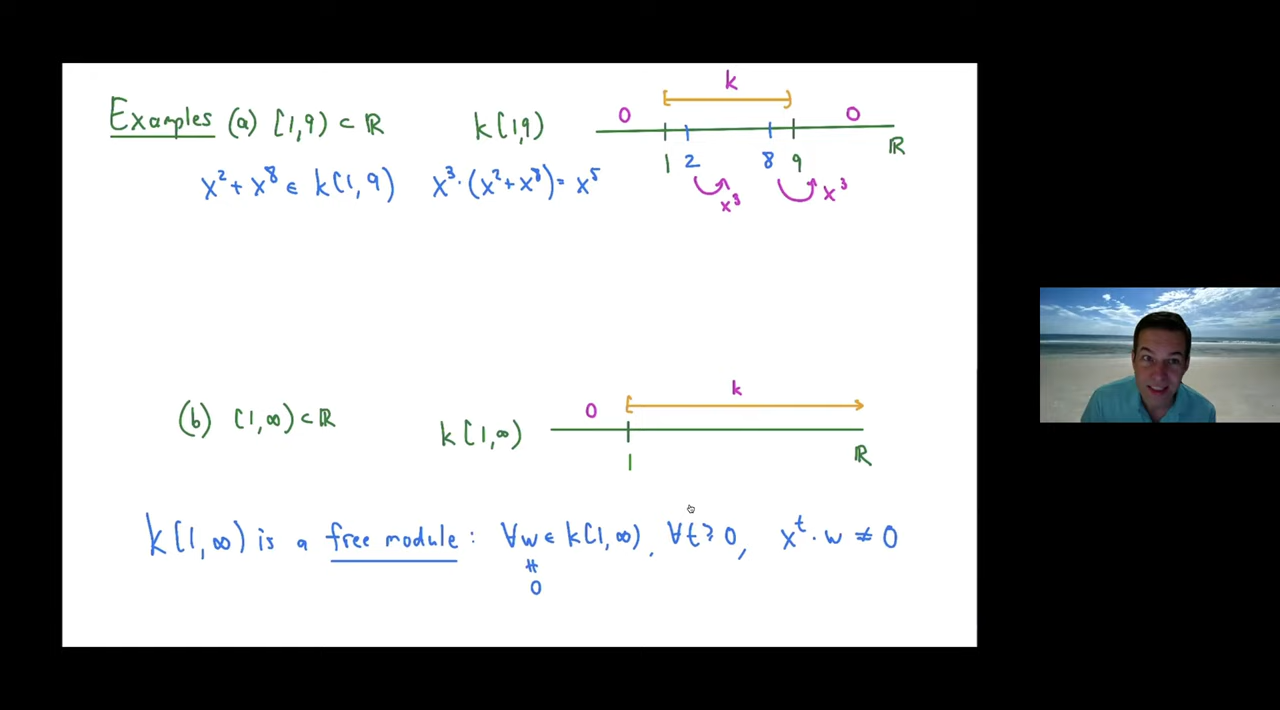 Examples (a) [1,9) ⊂ ℝ k[1,9) 0 k 0
1 2 8 9 ℝ
x² + x⁸ ∈ k[1,9) x³·(x²+x⁸) = x⁵ x³ x³
(b) [1,∞) ⊂ ℝ k[1,∞) 0 k
1 ℝ
k[1,∞) is a free module: ∀w ∈ k[1,∞), ∀t ≥ 0, xᵗ·w ≠ 0
≠
0